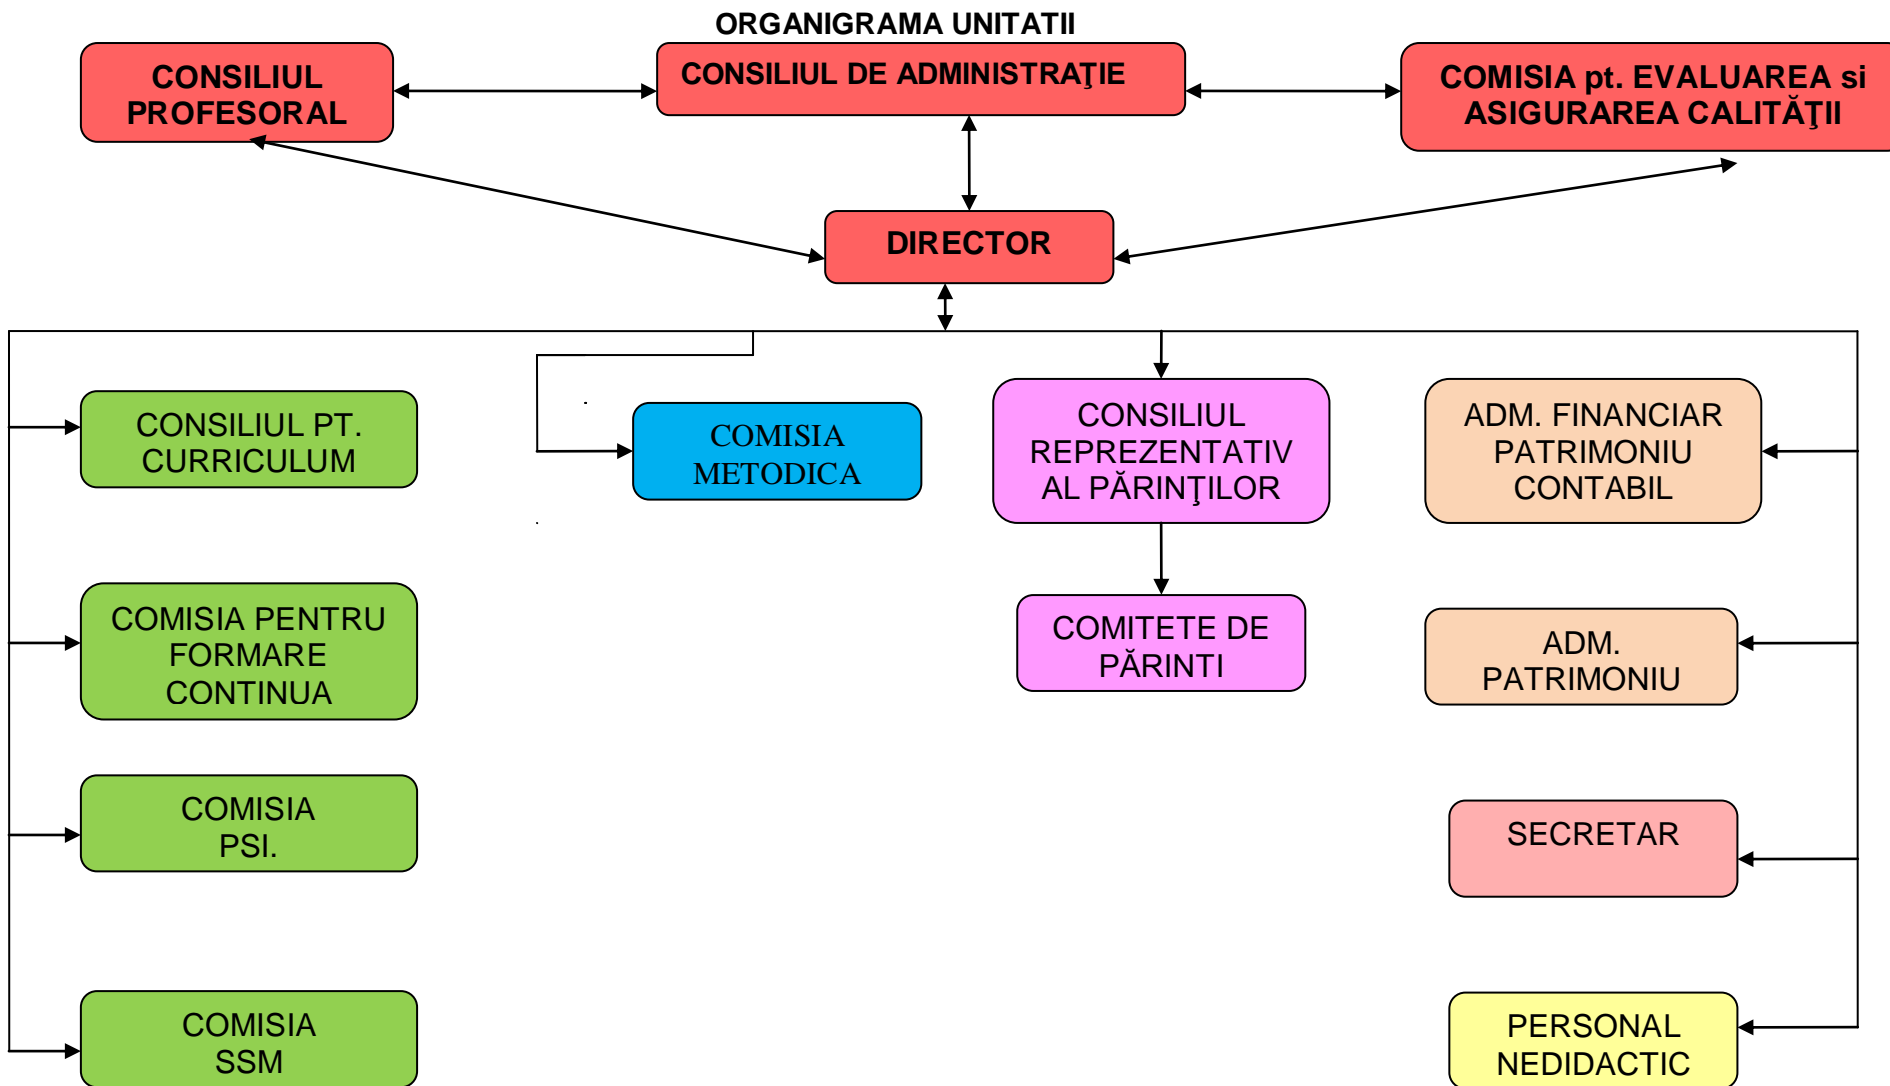 ORGANIGRAMA UNITATII
CONSILIUL
PROFESORAL
CONSILIUL DE ADMINISTRAŢIE
COMISIA pt. EVALUAREA si
ASIGURAREA CALITĂŢII
DIRECTOR
CONSILIUL PT.
CURRICULUM
COMISIA
METODICA
CONSILIUL
REPREZENTATIV
AL PĂRINŢILOR
ADM. FINANCIAR
PATRIMONIU
CONTABIL
COMISIA PENTRU
FORMARE
CONTINUA
COMITETE DE
PĂRINTI
ADM.
PATRIMONIU
COMISIA
PSI.
SECRETAR
COMISIA
SSM
PERSONAL
NEDIDACTIC